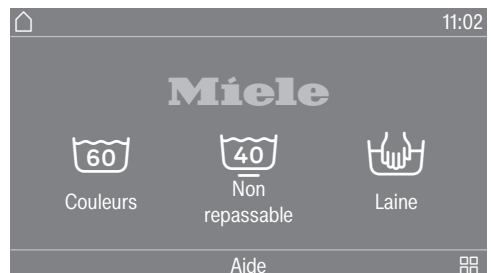 11:02
Miele
60
40
Couleurs
Non
repassable
Laine
Aide